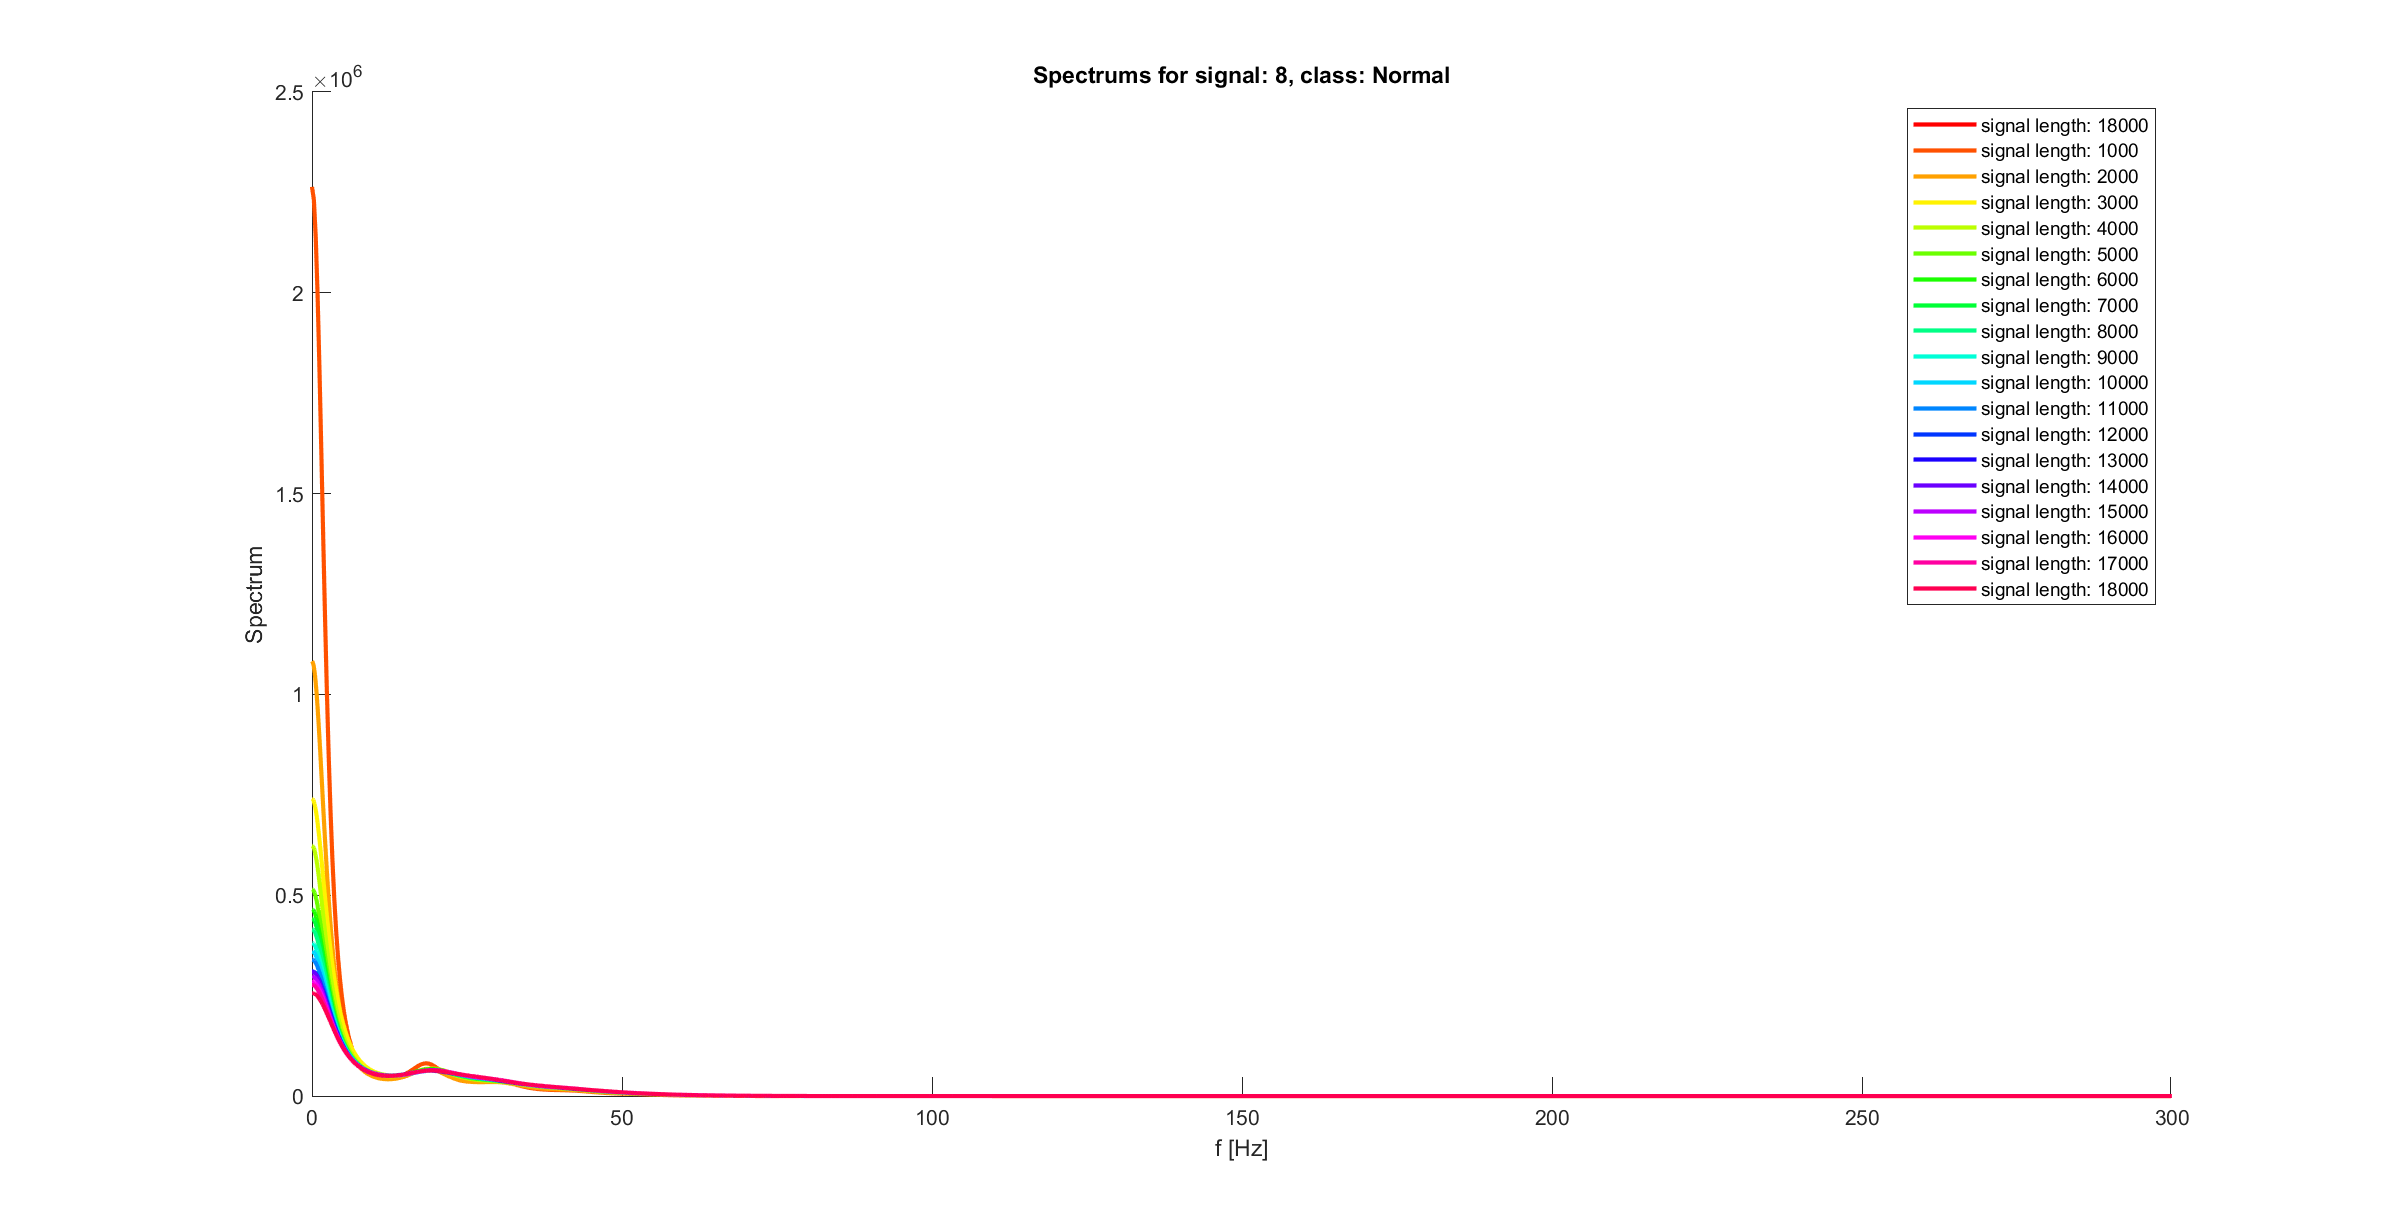 Spectrums for signal: 8, class: Normal
×10^6
2.5
2
1.5
1
0.5
0
Spectrum
0 50 100 150 200 250 300
f [Hz]
signal length: 18000
signal length: 1000
signal length: 2000
signal length: 3000
signal length: 4000
signal length: 5000
signal length: 6000
signal length: 7000
signal length: 8000
signal length: 9000
signal length: 10000
signal length: 11000
signal length: 12000
signal length: 13000
signal length: 14000
signal length: 15000
signal length: 16000
signal length: 17000
signal length: 18000